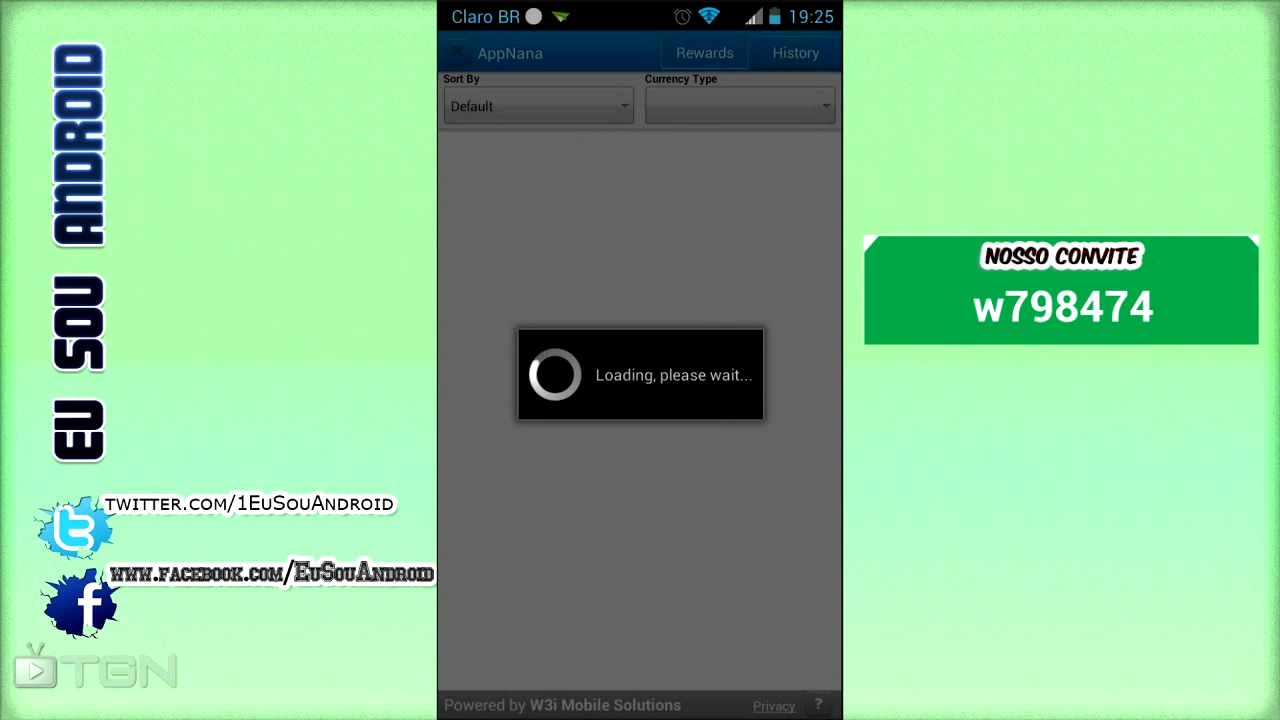 EU SOU ANDROID
TWITTER.COM/1EUSOUANDROID
WWW.FACEBOOK.COM/EUSOUANDROID
TGN
Claro BR
19:25
AppNana
Rewards
History
Sort By
Currency Type
Default
Loading, please wait...
Powered by W3i Mobile Solutions
Privacy
?
NOSSO CONVITE
w798474